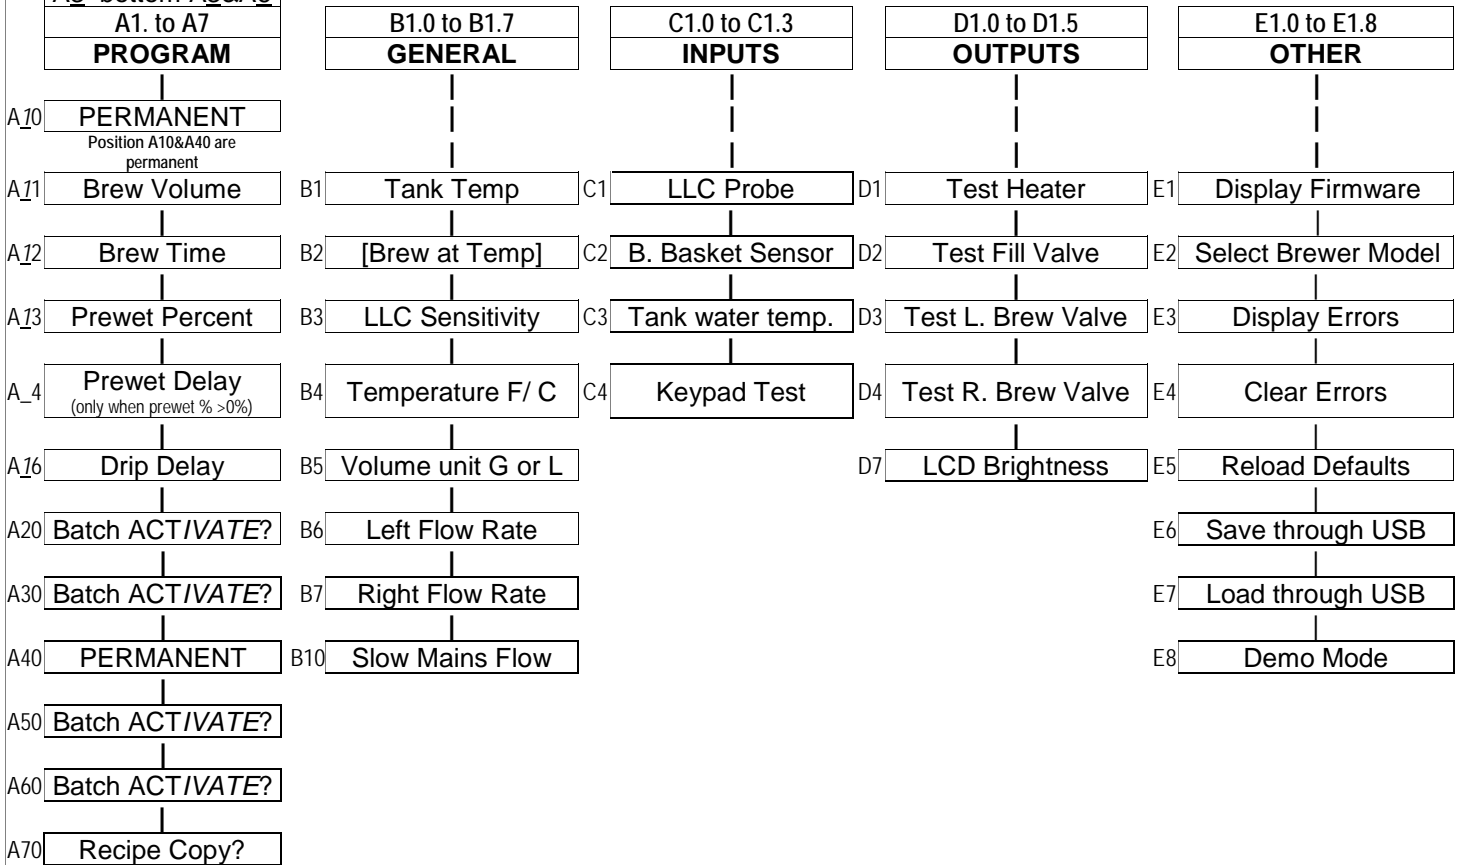 A1. to A7
PROGRAM
A10 PERMANENT
Position A10&A40 are
permanent
A11 Brew Volume
A12 Brew Time
A13 Prewet Percent
A_4 Prewet Delay
(only when prewet % >0%)
A16 Drip Delay
A20 Batch ACTIVATE?
A30 Batch ACTIVATE?
A40 PERMANENT
A50 Batch ACTIVATE?
A60 Batch ACTIVATE?
A70 Recipe Copy?
B1.0 to B1.7
GENERAL
B1 Tank Temp
B2 [Brew at Temp]
B3 LLC Sensitivity
B4 Temperature F/ C
B5 Volume unit G or L
B6 Left Flow Rate
B7 Right Flow Rate
B10 Slow Mains Flow
C1.0 to C1.3
INPUTS
C1 LLC Probe
C2 B. Basket Sensor
C3 Tank water temp.
C4 Keypad Test
D1.0 to D1.5
OUTPUTS
D1 Test Heater
D2 Test Fill Valve
D3 Test L. Brew Valve
D4 Test R. Brew Valve
D7 LCD Brightness
E1.0 to E1.8
OTHER
E1 Display Firmware
E2 Select Brewer Model
E3 Display Errors
E4 Clear Errors
E5 Reload Defaults
E6 Save through USB
E7 Load through USB
E8 Demo Mode